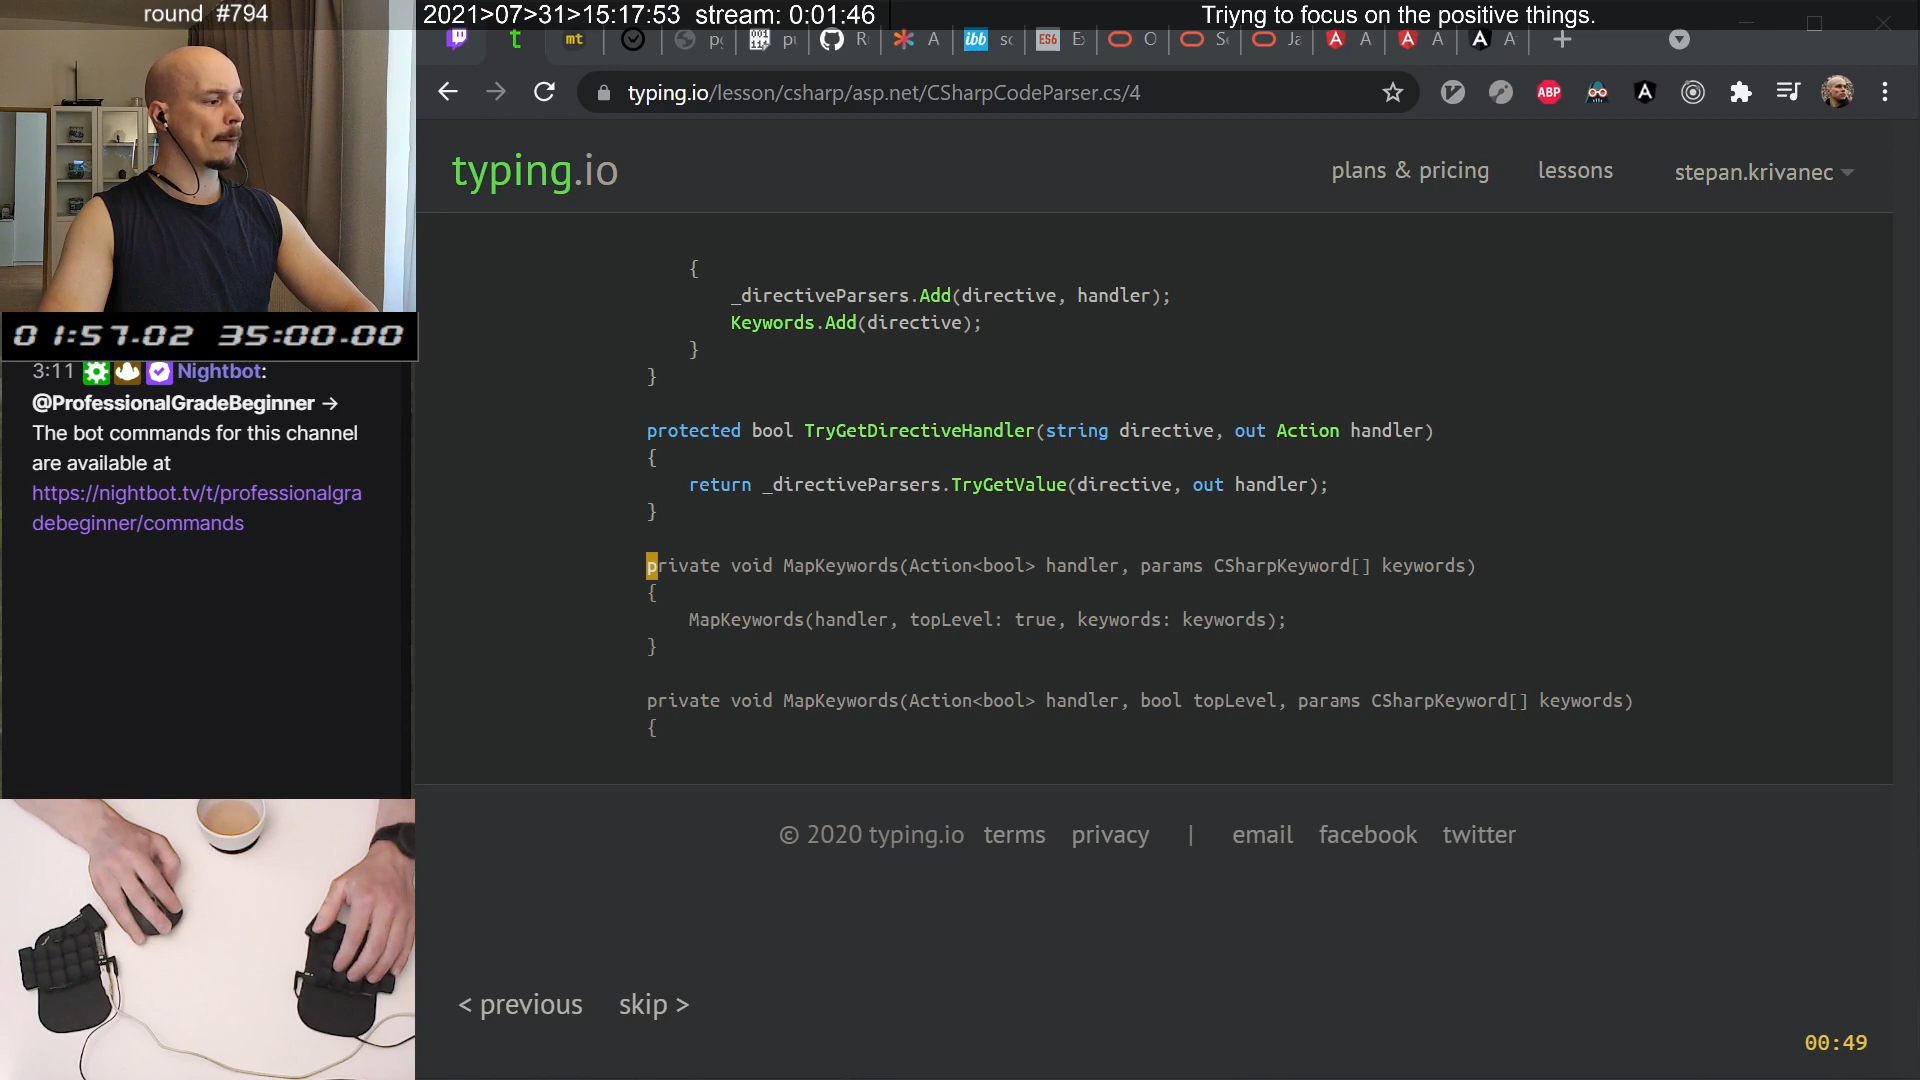 round #794
2021>07>31>15:17:53 stream: 0:01:46
Triyng to focus on the positive things.
typing.io/lesson/csharp/asp.net/CSharpCodeParser.cs/4
typing.io
plans & pricing
lessons
stepan.krivanec
{
_directiveParsers.Add(directive, handler);
Keywords.Add(directive);
}
}
protected bool TryGetDirectiveHandler(string directive, out Action handler)
{
return _directiveParsers.TryGetValue(directive, out handler);
}
private void MapKeywords(Action<bool> handler, params CSharpKeyword[] keywords)
{
MapKeywords(handler, topLevel: true, keywords: keywords);
}
private void MapKeywords(Action<bool> handler, bool topLevel, params CSharpKeyword[] keywords)
{
© 2020 typing.io terms privacy | email facebook twitter
< previous skip >
00:49
0 1:57.02 35:00.00
3:11 Nightbot:
@ProfessionalGradeBeginner →
The bot commands for this channel
are available at
https://nightbot.tv/t/professionalgra
debeginner/commands